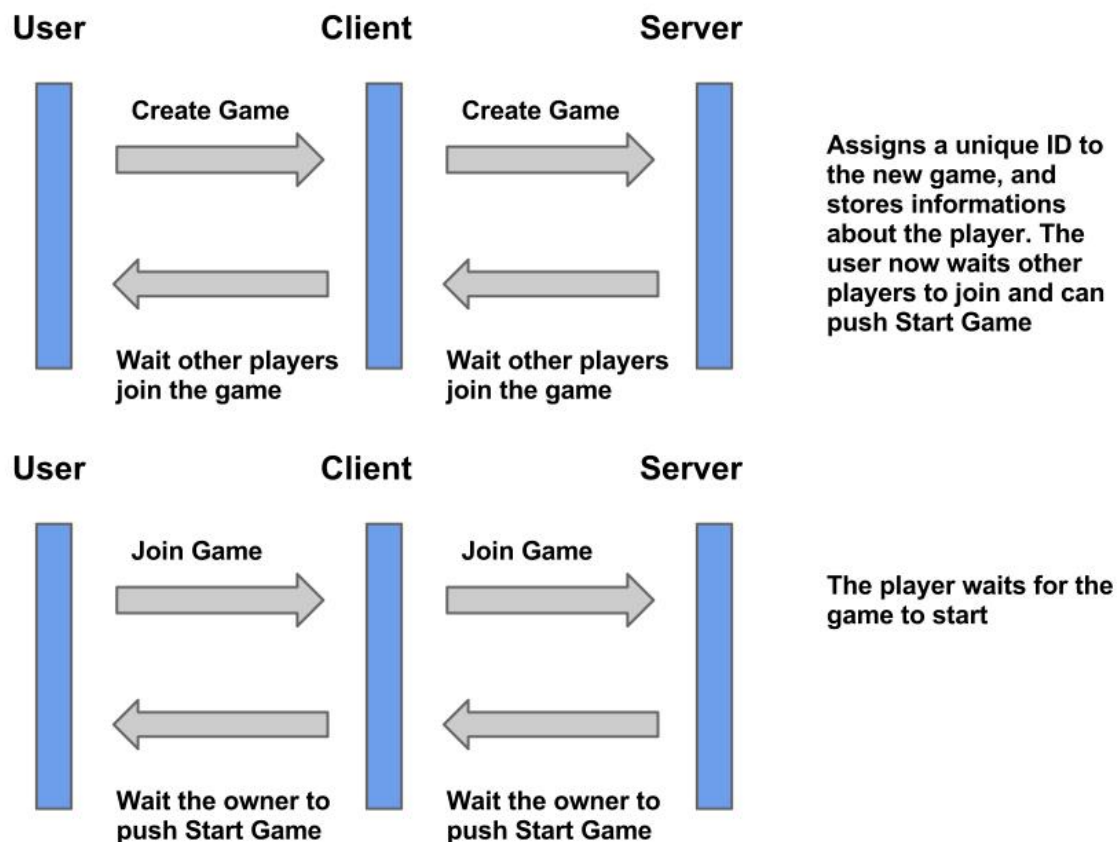 User
Client
Server
Create Game
Create Game
Assigns a unique ID to
the new game, and
stores informations
about the player. The
user now waits other
players to join and can
push Start Game
Wait other players
join the game
Wait other players
join the game
User
Client
Server
Join Game
Join Game
The player waits for the
game to start
Wait the owner to
push Start Game
Wait the owner to
push Start Game